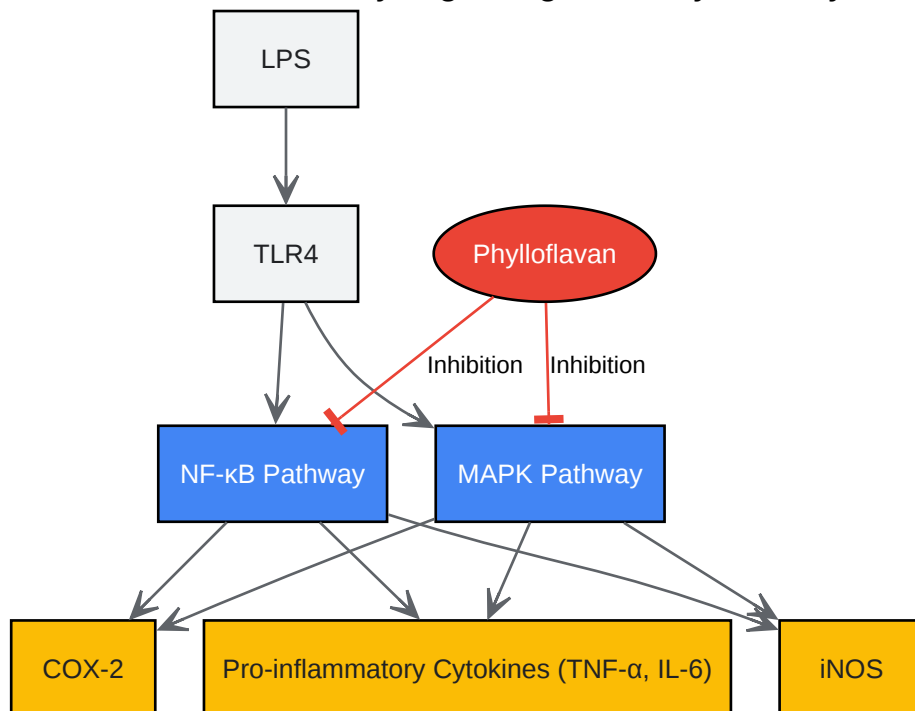 LPS
TLR4
Phylloflavan
Inhibition
Inhibition
NF-κB Pathway
MAPK Pathway
COX-2
Pro-inflammatory Cytokines (TNF-α, IL-6)
iNOS